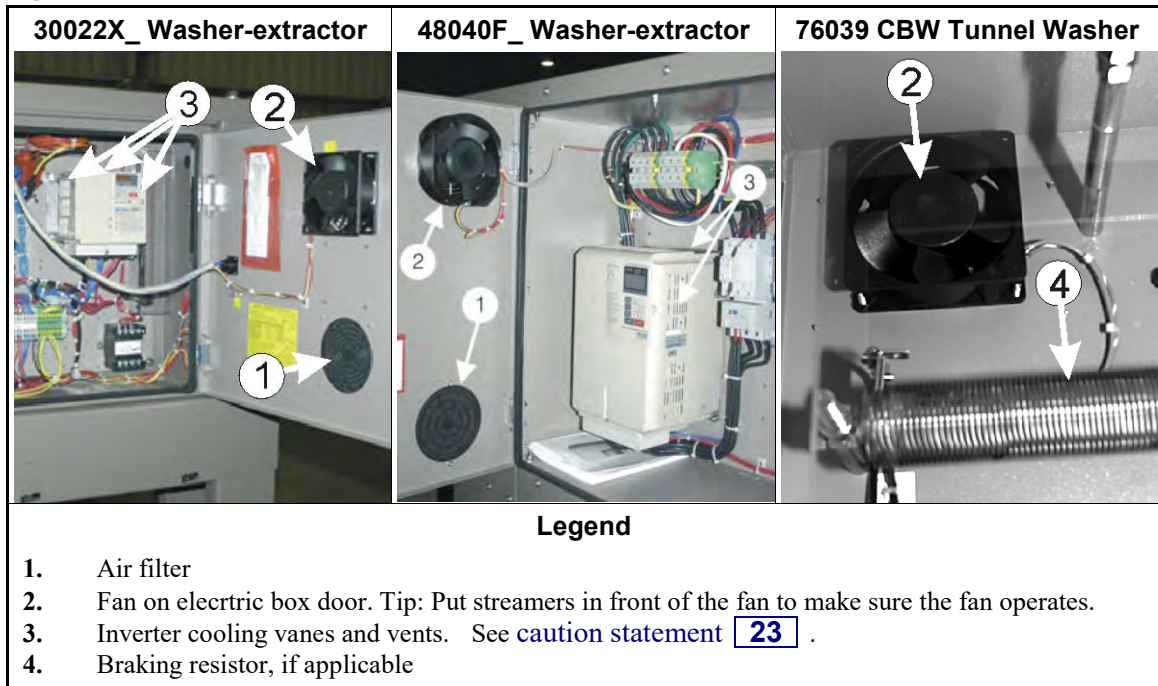 30022X_ Washer-extractor
48040F_ Washer-extractor
76039 CBW Tunnel Washer
3
2
1
3
2
1
2
4
Legend
1. Air filter
2. Fan on elecrtric box door. Tip: Put streamers in front of the fan to make sure the fan operates.
3. Inverter cooling vanes and vents. See caution statement 23 .
4. Braking resistor, if applicable